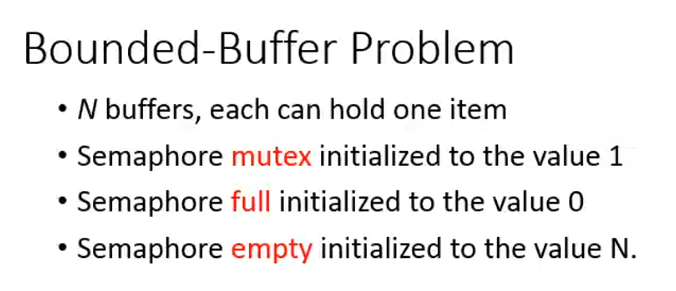 Bounded-Buffer Problem
• N buffers, each can hold one item
• Semaphore mutex initialized to the value 1
• Semaphore full initialized to the value 0
• Semaphore empty initialized to the value N.